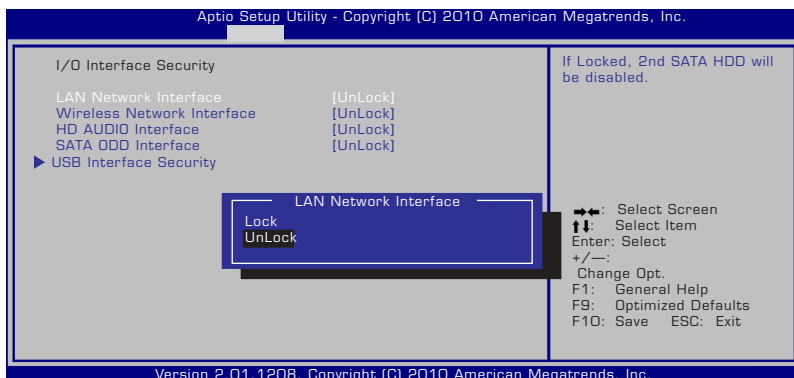 Aptio Setup Utility - Copyright (C) 2010 American Megatrends, Inc.
I/O Interface Security
LAN Network Interface [UnLock]
Wireless Network Interface [UnLock]
HD AUDIO Interface [UnLock]
SATA ODD Interface [UnLock]
USB Interface Security
If Locked, 2nd SATA HDD will
be disabled.
LAN Network Interface
Lock
UnLock
→←: Select Screen
↑↓: Select Item
Enter: Select
+/—:
Change Opt.
F1: General Help
F9: Optimized Defaults
F10: Save ESC: Exit
Version 2.01.1208. Copyright (C) 2010 American Megatrends, Inc.